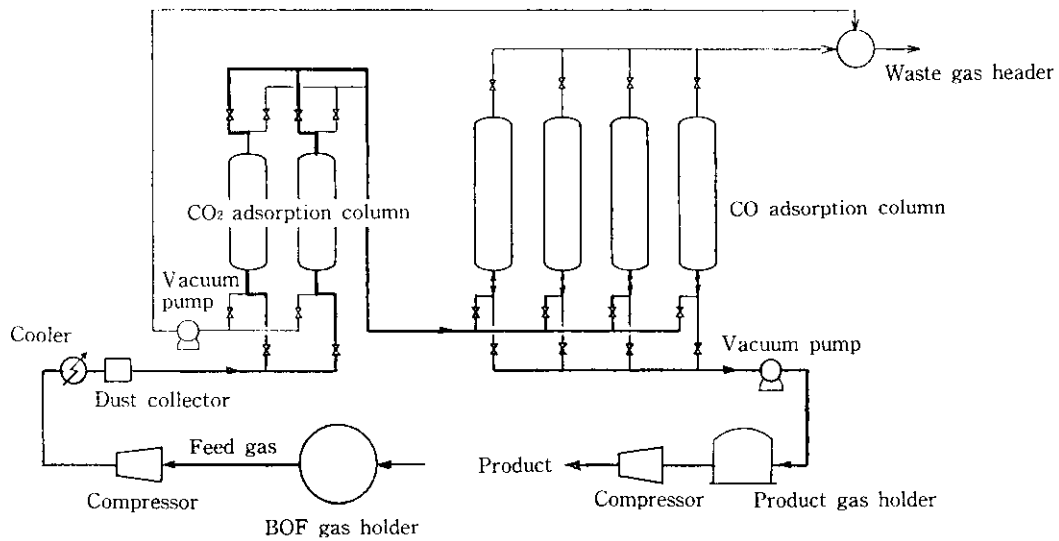 Waste gas header
CO₂ adsorption column
CO adsorption column
Vacuum
pump
Cooler
Vacuum pump
Dust collector
Feed gas
Product
Compressor
Compressor
Product gas holder
BOF gas holder